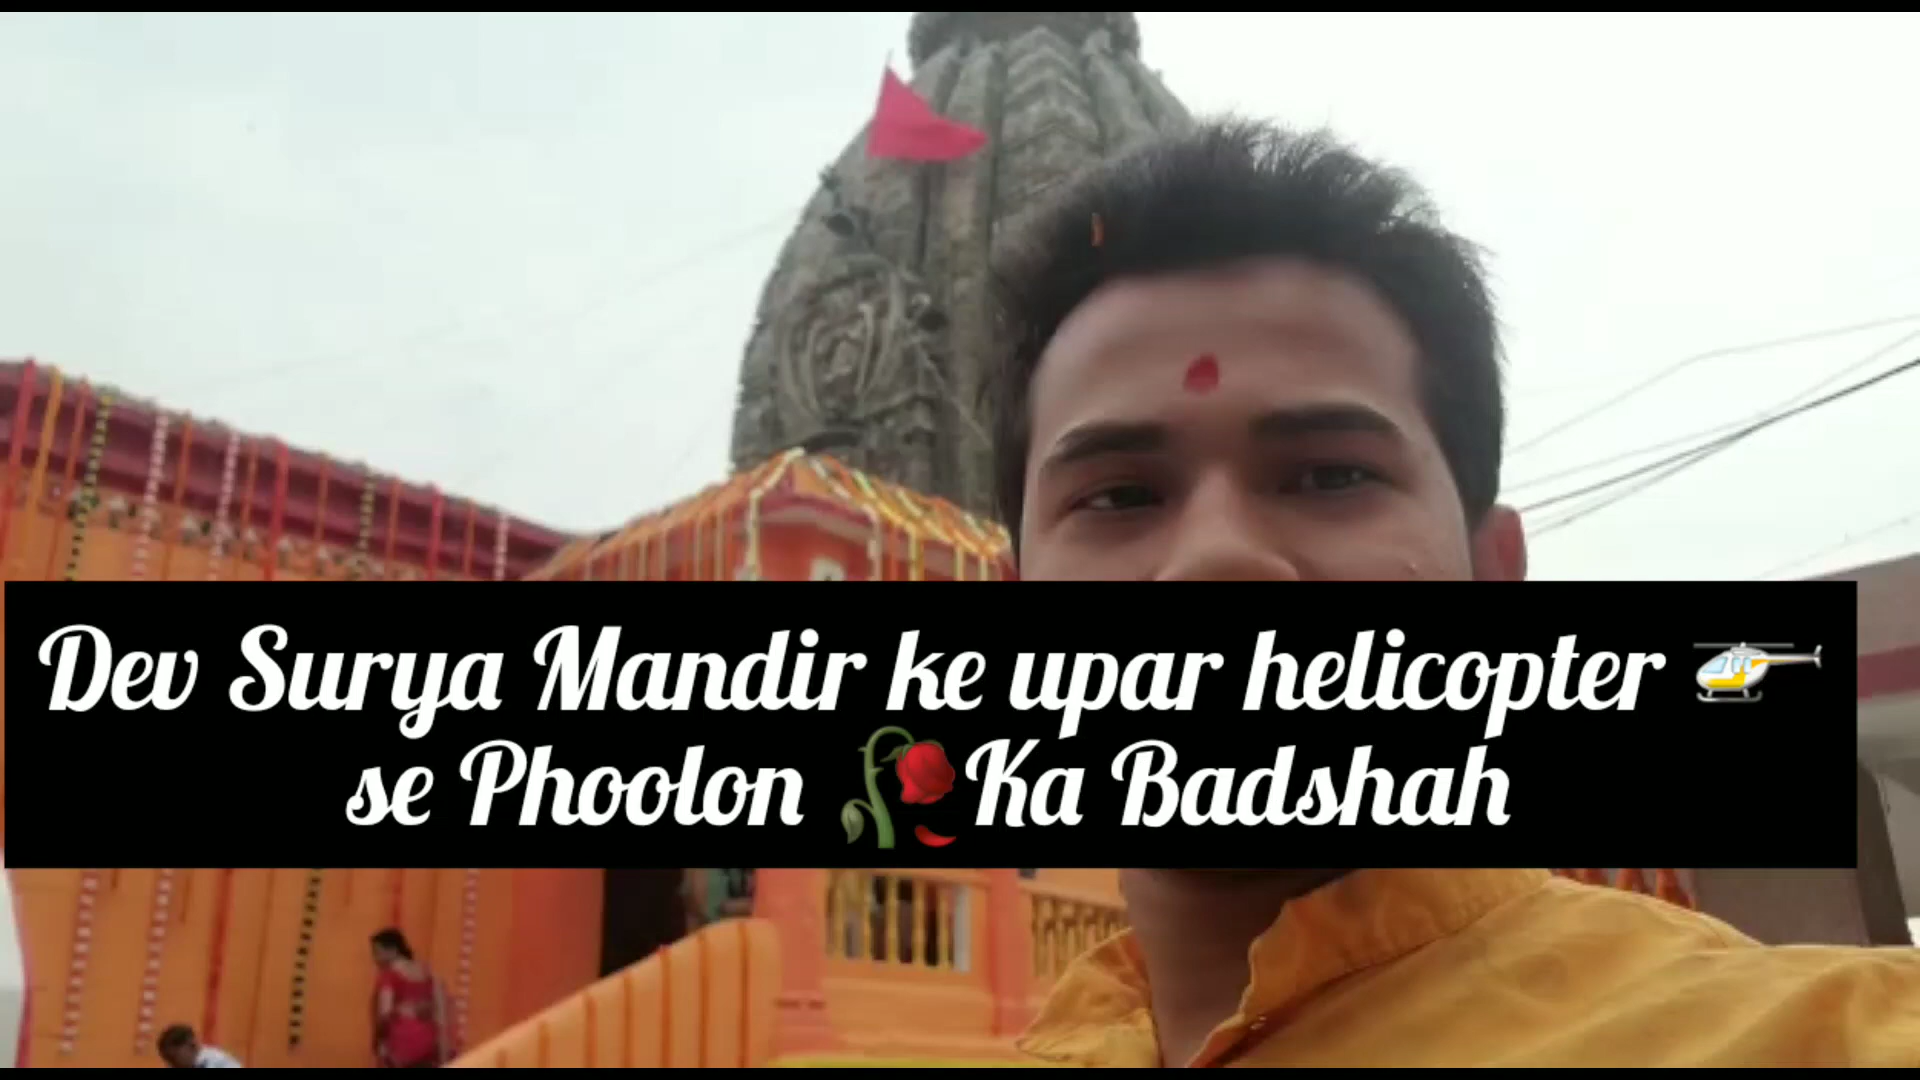 Dev Surya Mandir ke upar helicopter 🚁
se Phoolon 🥀Ka Badshah